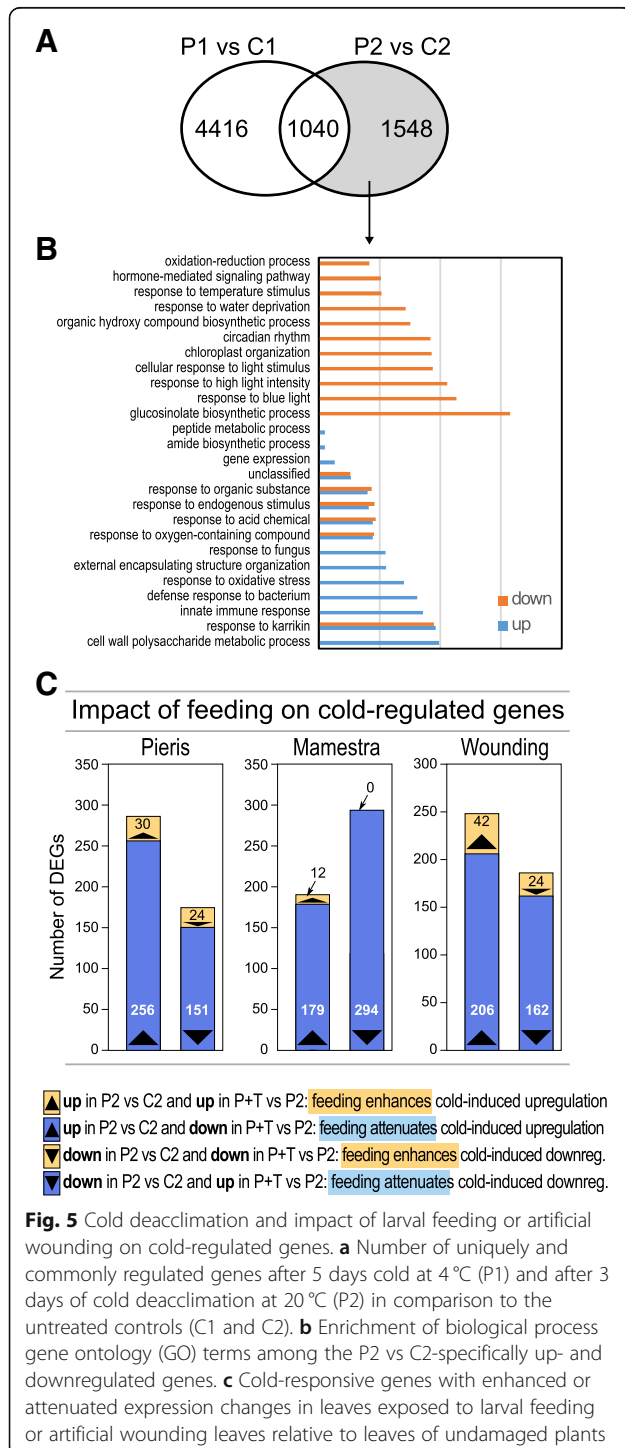 A
P1 vs C1
P2 vs C2
4416
1040
1548
B
oxidation-reduction process
hormone-mediated signaling pathway
response to temperature stimulus
response to water deprivation
organic hydroxy compound biosynthetic process
circadian rhythm
chloroplast organization
cellular response to light stimulus
response to high light intensity
response to blue light
glucosinolate biosynthetic process
peptide metabolic process
amide biosynthetic process
gene expression
unclassified
response to organic substance
response to endogenous stimulus
response to acid chemical
response to oxygen-containing compound
response to fungus
external encapsulating structure organization
response to oxidative stress
defense response to bacterium
innate immune response
response to karrikin
cell wall polysaccharide metabolic process
down
up
C
Impact of feeding on cold-regulated genes
Pieris
Mamestra
Wounding
Number of DEGs
350
300
250
200
150
100
50
0
30
24
256
151
350
300
250
200
150
100
50
0
12
0
179
294
300
250
200
150
100
50
0
42
24
206
162
▲ up in P2 vs C2 and up in P+T vs P2: feeding enhances cold-induced upregulation
▲ up in P2 vs C2 and down in P+T vs P2: feeding attenuates cold-induced upregulation
▼ down in P2 vs C2 and down in P+T vs P2: feeding enhances cold-induced downreg.
▼ down in P2 vs C2 and up in P+T vs P2: feeding attenuates cold-induced downreg.
Fig. 5 Cold deacclimation and impact of larval feeding or artificial
wounding on cold-regulated genes. a Number of uniquely and
commonly regulated genes after 5 days cold at 4 °C (P1) and after 3
days of cold deacclimation at 20 °C (P2) in comparison to the
untreated controls (C1 and C2). b Enrichment of biological process
gene ontology (GO) terms among the P2 vs C2-specifically up- and
downregulated genes. c Cold-responsive genes with enhanced or
attenuated expression changes in leaves exposed to larval feeding
or artificial wounding leaves relative to leaves of undamaged plants